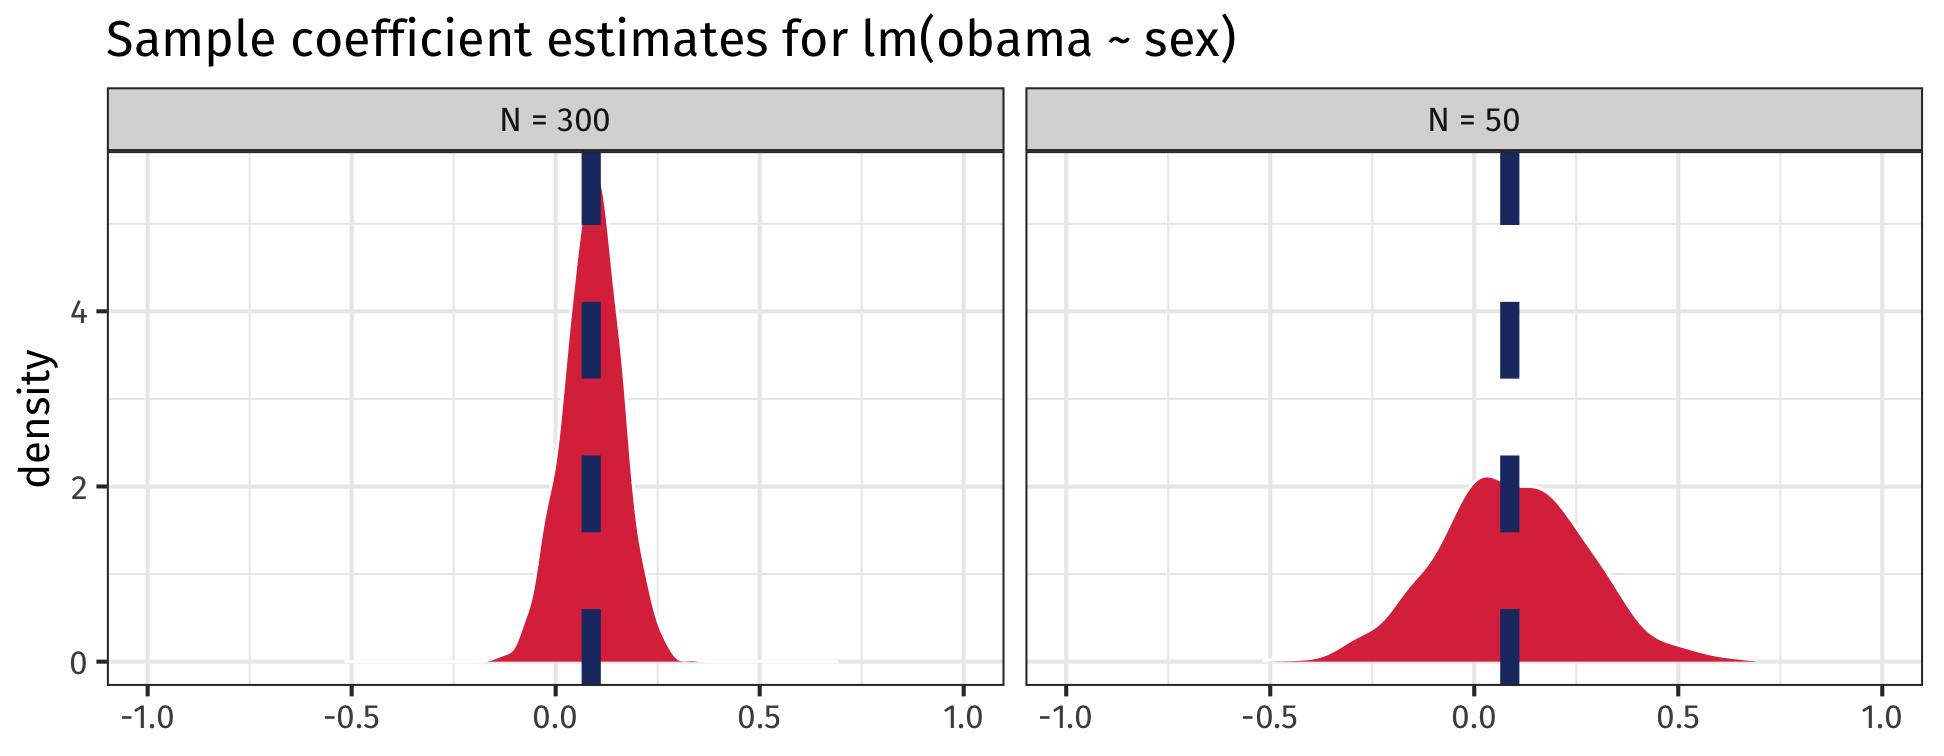 Sample coefficient estimates for lm(obama ~ sex)
N = 300
N = 50
density
4
2
0
-1.0 -0.5 0.0 0.5 1.0
-1.0 -0.5 0.0 0.5 1.0